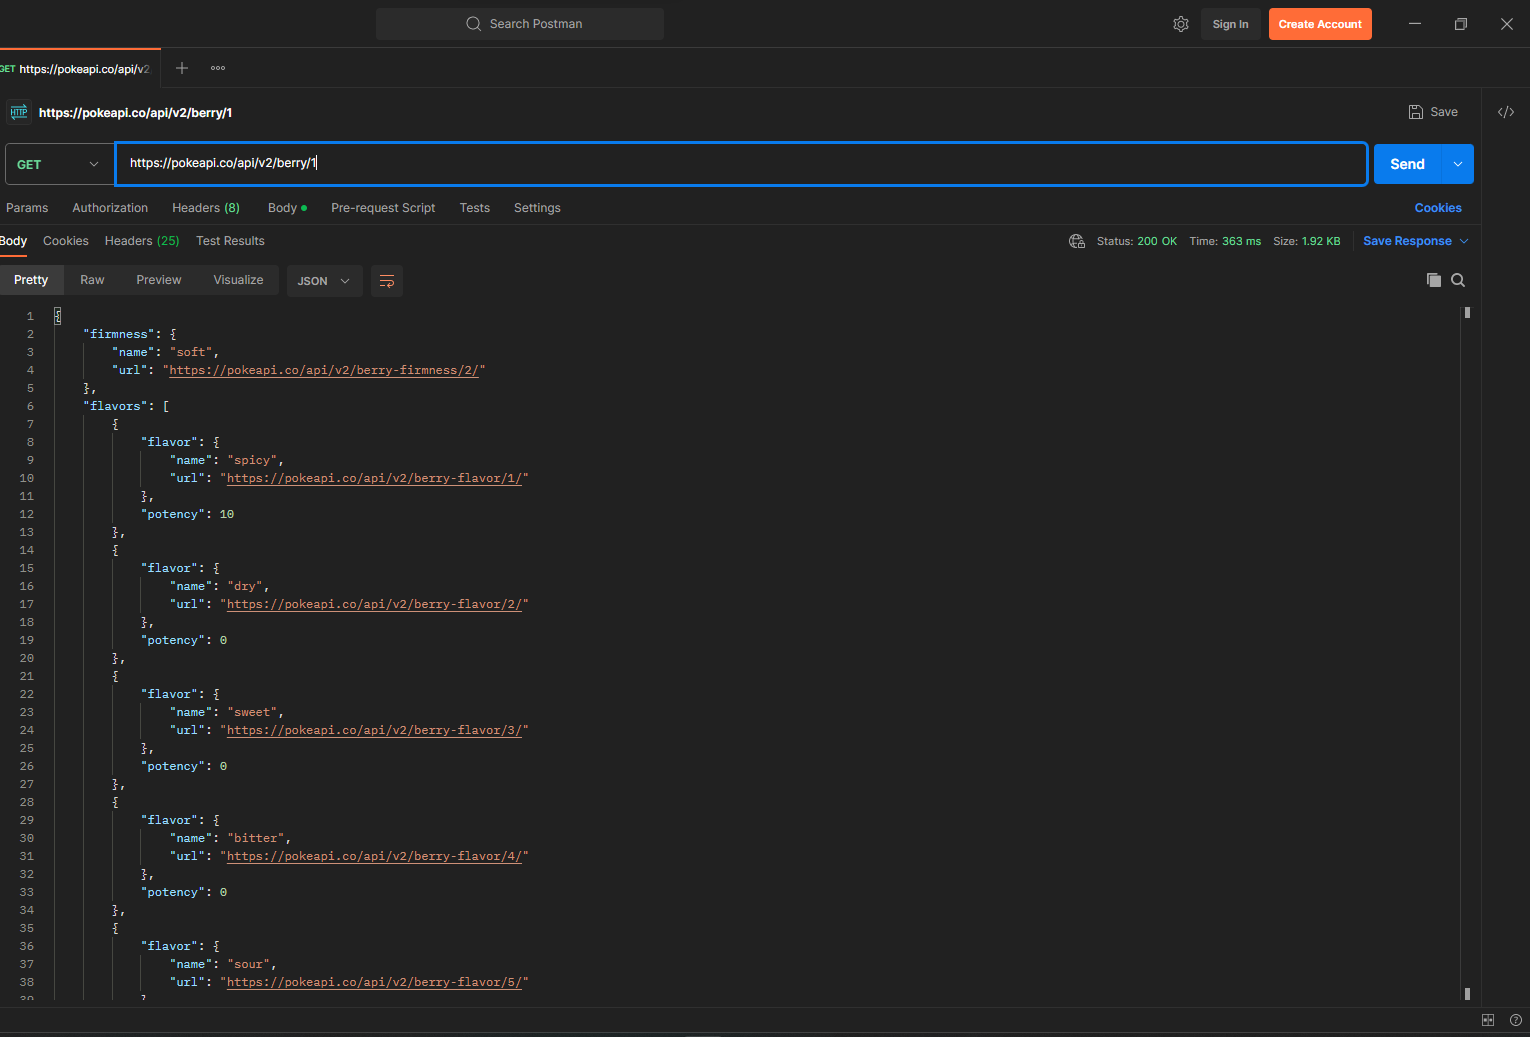 Search Postman
Sign In
Create Account
GET https://pokeapi.co/api/v2
HTTP https://pokeapi.co/api/v2/berry/1
Save
GET
https://pokeapi.co/api/v2/berry/1
Send
Params Authorization Headers (8) Body Pre-request Script Tests Settings
Cookies
Body Cookies Headers (25) Test Results
Status: 200 OK Time: 363 ms Size: 1.92 KB Save Response
Pretty Raw Preview Visualize JSON
1 {
2 "firmness": {
3 "name": "soft",
4 "url": "https://pokeapi.co/api/v2/berry-firmness/2/"
5 },
6 "flavors": [
7 {
8 "flavor": {
9 "name": "spicy",
10 "url": "https://pokeapi.co/api/v2/berry-flavor/1/"
11 },
12 "potency": 10
13 },
14 {
15 "flavor": {
16 "name": "dry",
17 "url": "https://pokeapi.co/api/v2/berry-flavor/2/"
18 },
19 "potency": 0
20 },
21 {
22 "flavor": {
23 "name": "sweet",
24 "url": "https://pokeapi.co/api/v2/berry-flavor/3/"
25 },
26 "potency": 0
27 },
28 {
29 "flavor": {
30 "name": "bitter",
31 "url": "https://pokeapi.co/api/v2/berry-flavor/4/"
32 },
33 "potency": 0
34 },
35 {
36 "flavor": {
37 "name": "sour",
38 "url": "https://pokeapi.co/api/v2/berry-flavor/5/"